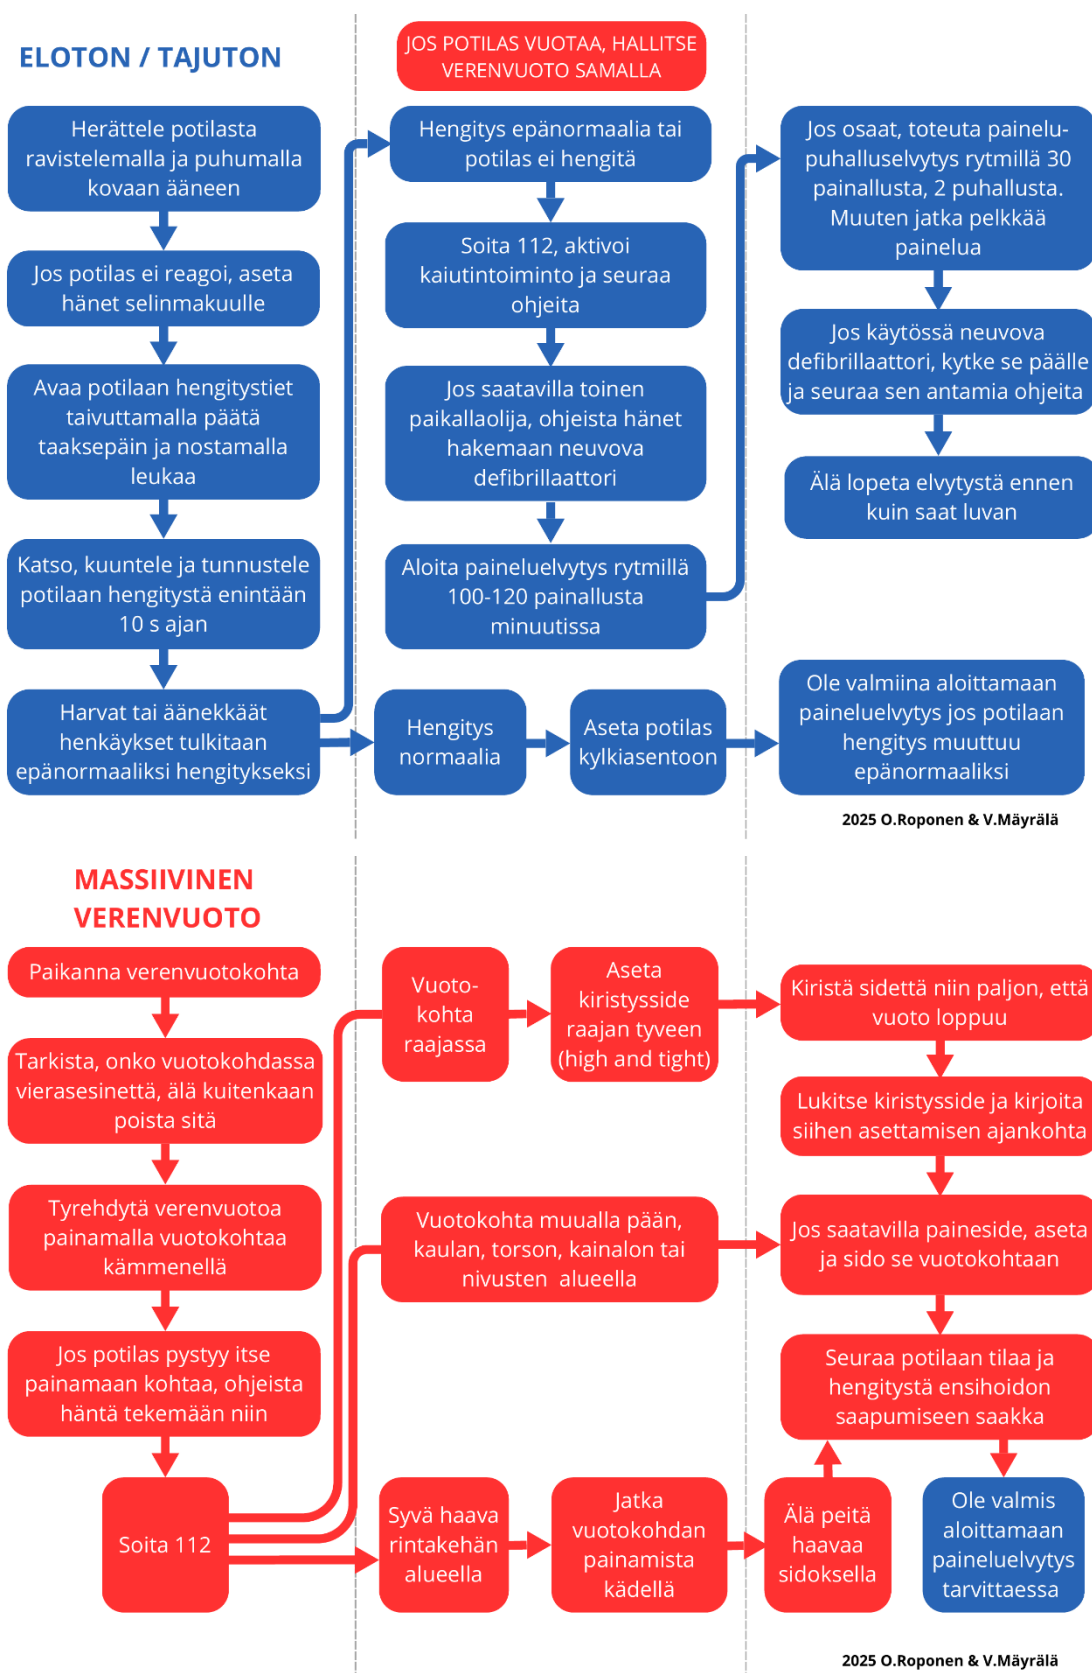 ELOTON / TAJUTON
JOS POTILAS VUOTAA, HALLITSE
VERENVUOTO SAMALLA
Herättele potilasta
ravistelemalla ja puhumalla
kovaan ääneen
Jos potilas ei reagoi, aseta
hänet selinmakuulle
Avaa potilaan hengitystiet
taivuttamalla päätä
taaksepäin ja nostamalla
leukaa
Katso, kuuntele ja tunnustele
potilaan hengitystä enintään
10 s ajan
Harvat tai äänekkäät
henkäykset tulkitaan
epänormaaliksi hengitykseksi
Hengitys epänormaalia tai
potilas ei hengitä
Soita 112, aktivoi
kaiutintoiminto ja seuraa
ohjeita
Jos saatavilla toinen
paikallaolija, ohjeista hänet
hakemaan neuvova
defibrillaattori
Aloita paineluelvytys rytmillä
100-120 painallusta
minuutissa
Jos osaat, toteuta painelu-
puhalluselvytys rytmillä 30
painallusta, 2 puhallusta.
Muuten jatka pelkkää
painelua
Jos käytössä neuvova
defibrillaattori, kytke se päälle
ja seuraa sen antamia ohjeita
Älä lopeta elvytystä ennen
kuin saat luvan
Hengitys
normaalia
Aseta potilas
kylkiasentoon
Ole valmiina aloittamaan
paineluelvytys jos potilaan
hengitys muuttuu
epänormaaliksi
2025 O.Roponen & V.Mäyrälä
MASSIIVINEN
VERENVUOTO
Paikanna verenvuotokohta
Tarkista, onko vuotokohdassa
vierasesinettä, älä kuitenkaan
poista sitä
Tyrehdytä verenvuotoa
painamalla vuotokohtaa
kämmenellä
Jos potilas pystyy itse
painamaan kohtaa, ohjeista
häntä tekemään niin
Soita 112
Vuoto-
kohta
raajassa
Aseta
kiristysside
raajan tyveen
(high and tight)
Kiristä sidettä niin paljon, että
vuoto loppuu
Lukitse kiristysside ja kirjoita
siihen asettamisen ajankohta
Vuotokohta muualla pään,
kaulan, torson, kainalon tai
nivusten alueella
Jos saatavilla paineside, aseta
ja sido se vuotokohtaan
Seuraa potilaan tilaa ja
hengitystä ensihoidon
saapumiseen saakka
Syvä haava
rintakehän
alueella
Jatka
vuotokohdan
painamista
kädellä
Älä peitä
haavaa
sidoksella
Ole valmis
aloittamaan
paineluelvytys
tarvittaessa
2025 O.Roponen & V.Mäyrälä